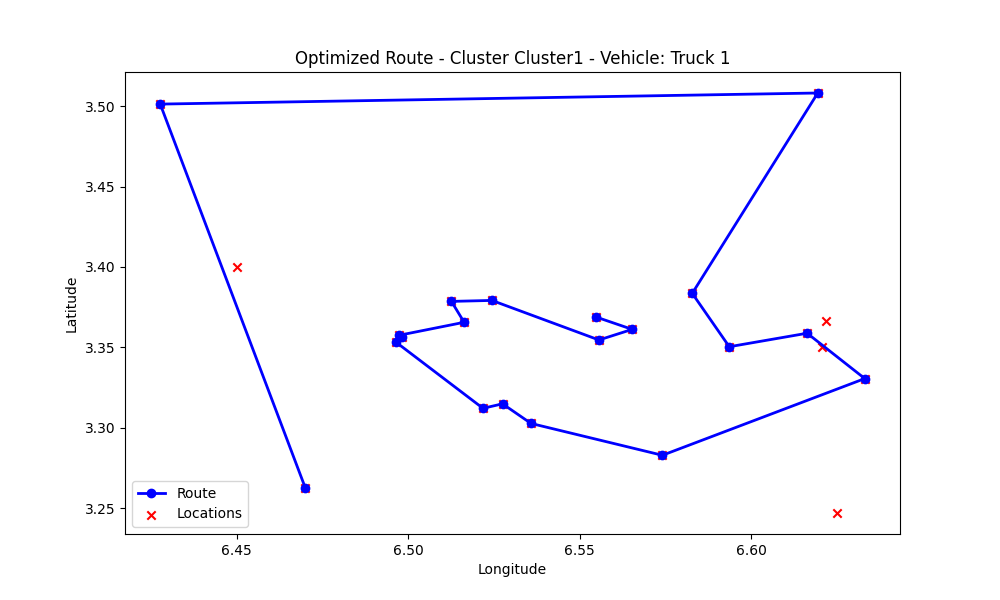 Optimized Route - Cluster Cluster1 - Vehicle: Truck 1
Latitude
3.50
3.45
3.40
3.35
3.30
3.25
Route
Locations
6.45 6.50 6.55 6.60
Longitude